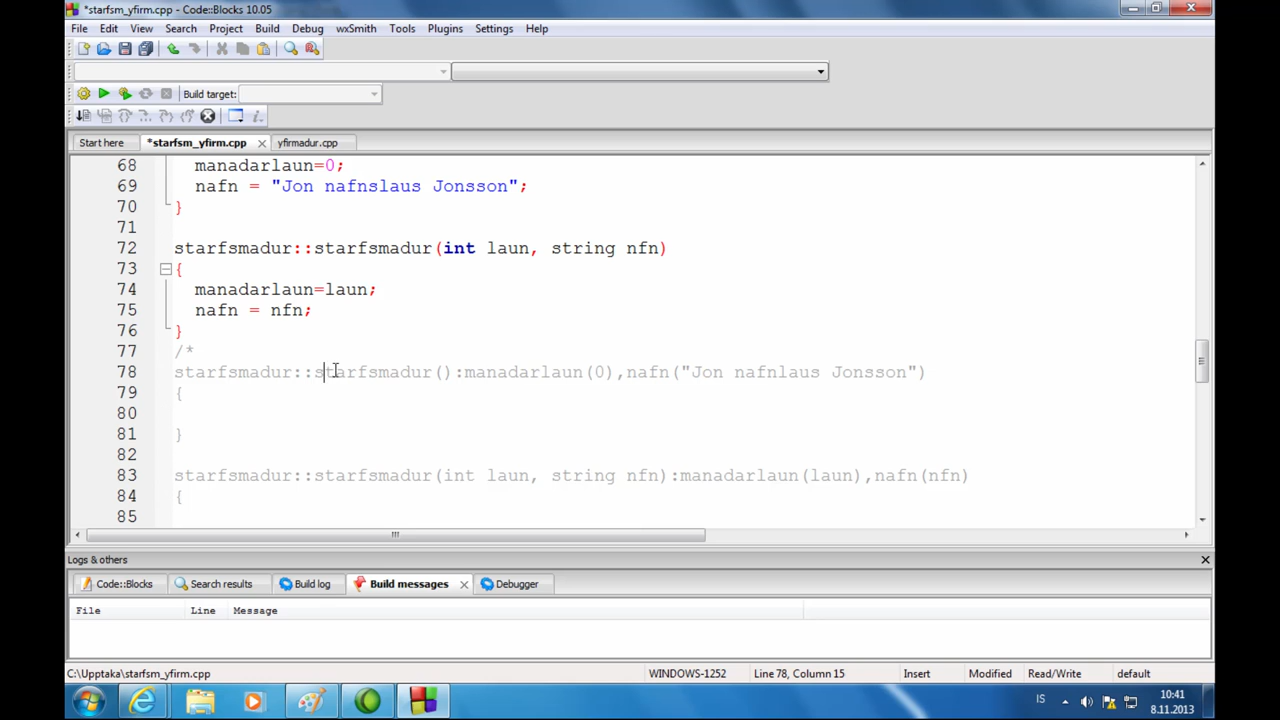 *starfsm_yfirm.cpp - Code::Blocks 10.05
File Edit View Search Project Build Debug wxSmith Tools Plugins Settings Help
Build target:
Start here *starfsm_yfirm.cpp yfirmadur.cpp
68 manadarlaun=0;
69 nafn = "Jon nafnslaus Jonsson";
70 }
71
72 starfsmadur::starfsmadur(int laun, string nfn)
73 {
74 manadarlaun=laun;
75 nafn = nfn;
76 }
77 /*
78 starfsmadur::starfsmadur():manadarlaun(0),nafn("Jon nafnlaus Jonsson")
79 {
80
81 }
82
83 starfsmadur::starfsmadur(int laun, string nfn):manadarlaun(laun),nafn(nfn)
84 {
85
Logs & others
Code::Blocks Search results Build log Build messages Debugger
File Line Message
C:\Upptaka\starfsm_yfirm.cpp WINDOWS-1252 Line 78, Column 15 Insert Modified Read/Write default
IS 10:41
8.11.2013